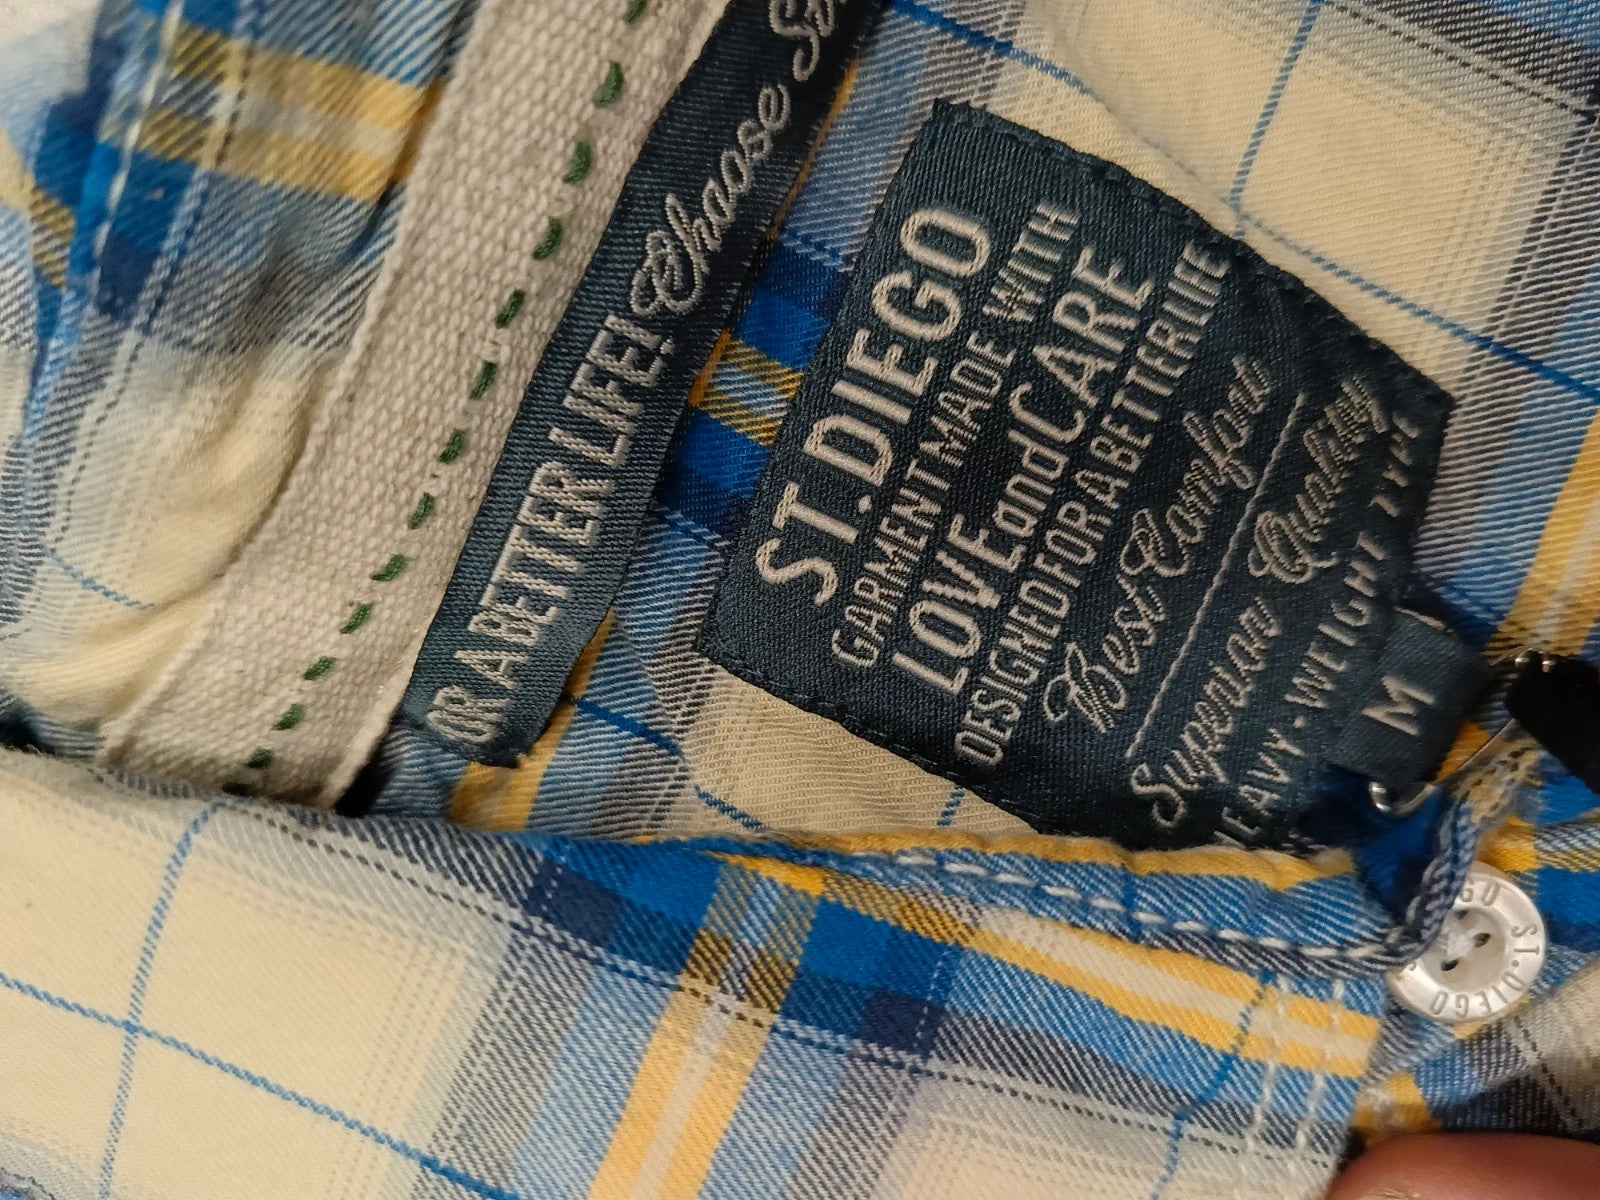 OR A BETTER LIFE! Choose
ST.DIEGO
GARMENT MADE WITH
LOVE and CARE
DESIGNED FOR A BETTER LIFE
Best Comfort
Superior Quality
HEAVY-WEIGHT TYPE
M
ST.DIEGO